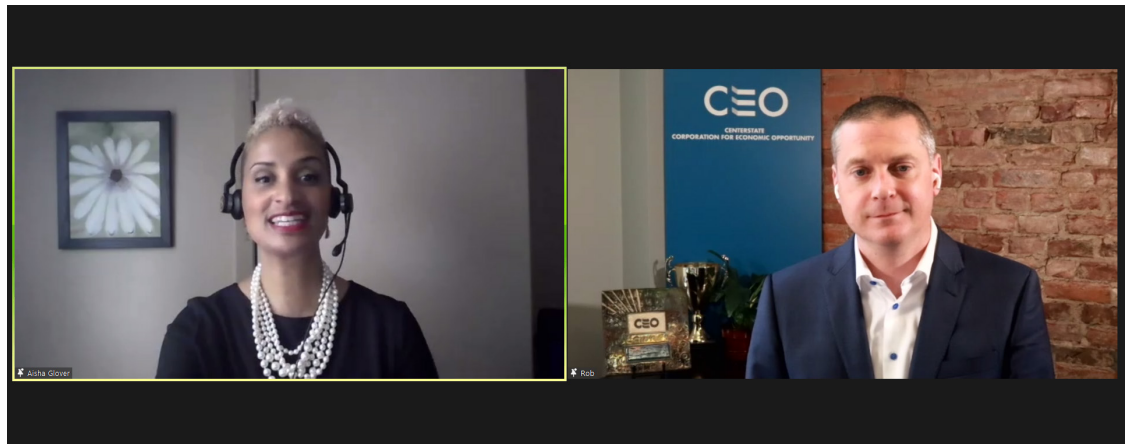 CEO
CENTERSTATE
CORPORATION FOR ECONOMIC OPPORTUNITY
CEO
Aisha Glover
Rob